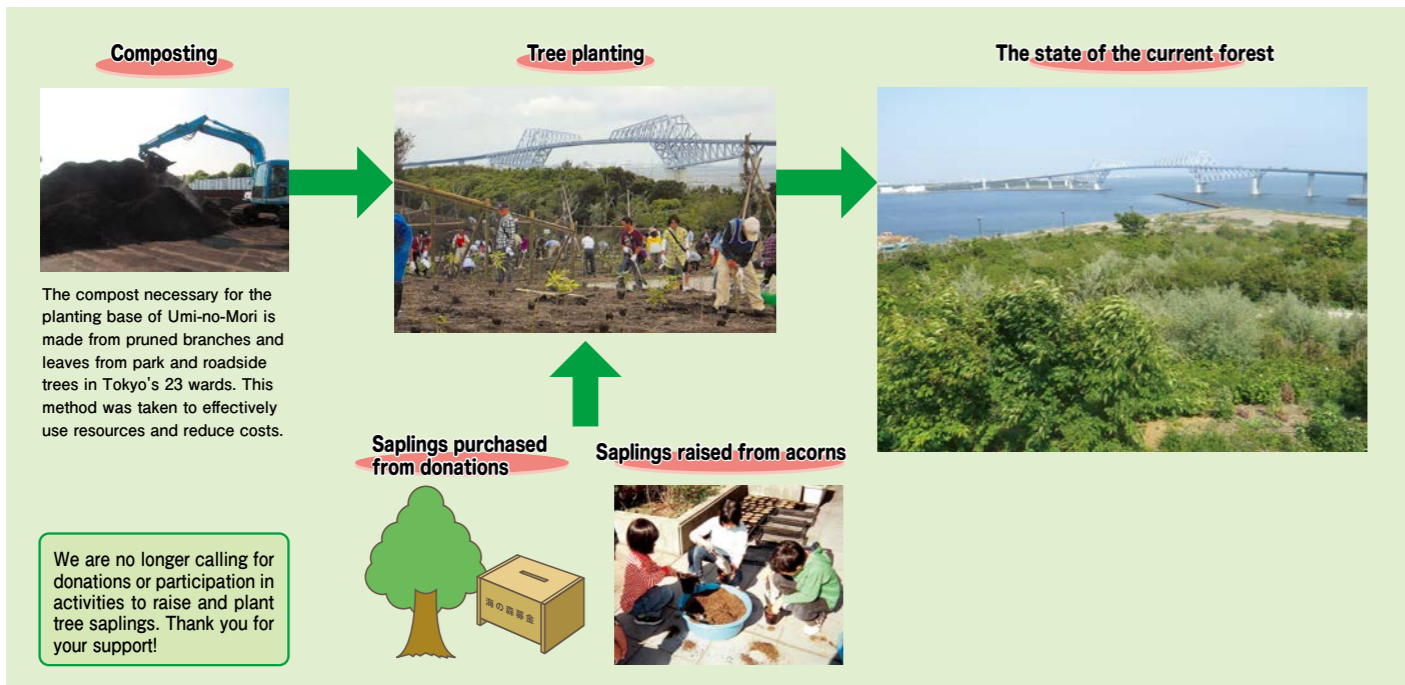 Composting
Tree planting
The state of the current forest
The compost necessary for the
planting base of Umi-no-Mori is
made from pruned branches and
leaves from park and roadside
trees in Tokyo's 23 wards. This
method was taken to effectively
use resources and reduce costs.
Saplings purchased
from donations
Saplings raised from acorns
海の森募金
We are no longer calling for
donations or participation in
activities to raise and plant
tree saplings. Thank you for
your support!